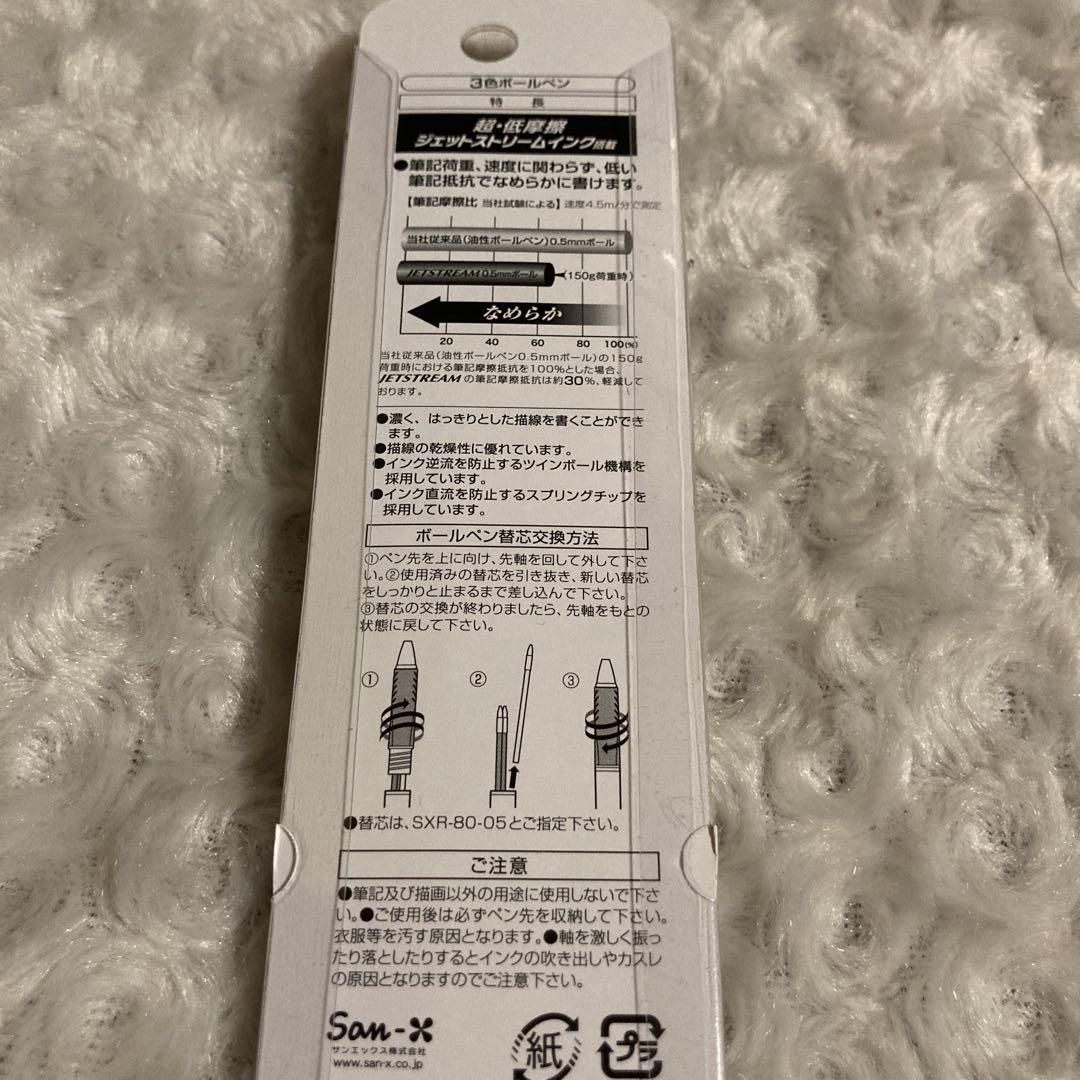 3色ボールペン
特長
超・低摩擦
ジェットストリームインク搭載
●筆記荷重、速度に関わらず、低い
筆記抵抗でなめらかに書けます。
【筆記摩擦比 当社試験による】速度4.5m/分で測定
当社従来品(油性ボールペン)0.5mmボール
JETSTREAM 0.5mmボール (150g荷重時)
なめらか
20 40 60 80 100(%)
当社従来品(油性ボールペン0.5mmボール)の150g
荷重時における筆記摩擦抵抗を100%とした場合、
JETSTREAMの筆記摩擦抵抗は約30%、軽減して
おります。
●濃く、はっきりとした描線を書くことができ
ます。
●描線の乾燥性に優れています。
●インク逆流を防止するツインボール機構を
採用しています。
●インク直流を防止するスプリングチップを
採用しています。
ボールペン替芯交換方法
①ペン先を上に向け、先軸を回して外して下さ
い。②使用済みの替芯を引き抜き、新しい替芯
をしっかりと止まるまで差し込んで下さい。
③替芯の交換が終わりましたら、先軸をもとの
状態に戻して下さい。
① ② ③
●替芯は、SXR-80-05とご指定下さい。
ご注意
●筆記及び描画以外の用途に使用しないで下さ
い。●ご使用後は必ずペン先を収納して下さい。
衣服等を汚す原因となります。●軸を激しく振っ
たり落としたりするとインクの吹き出しやカスレ
の原因となりますのでご注意下さい。
San-X
サンエックス株式会社
www.san-x.co.jp
紙
プラ